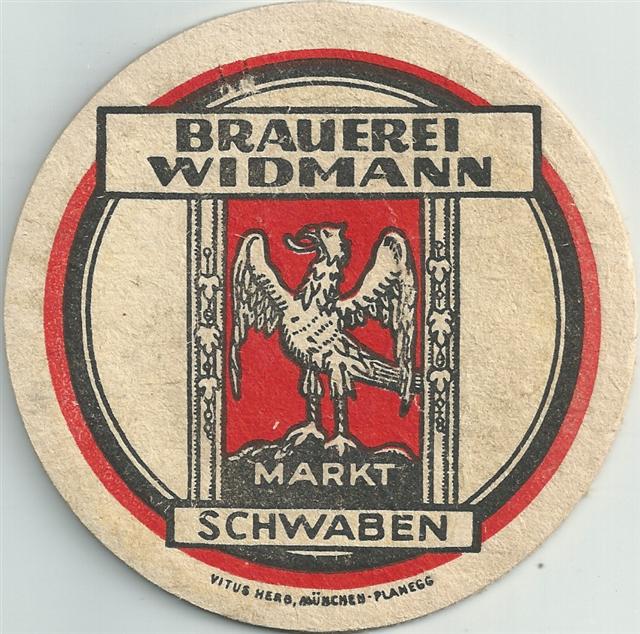 BRAUEREI
WIDMANN
MARKT
SCHWABEN
VITUS HERB, MÜNCHEN-PLANEGG